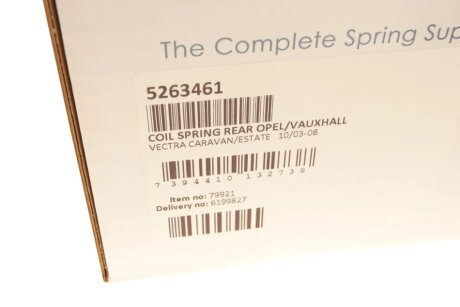 The Complete Spring Sup
5263461
COIL SPRING REAR OPEL/VAUXHALL
VECTRA CARAVAN/ESTATE 10/03-08
7 394410 132738
Item no: 79921
Delivery no: 6199827